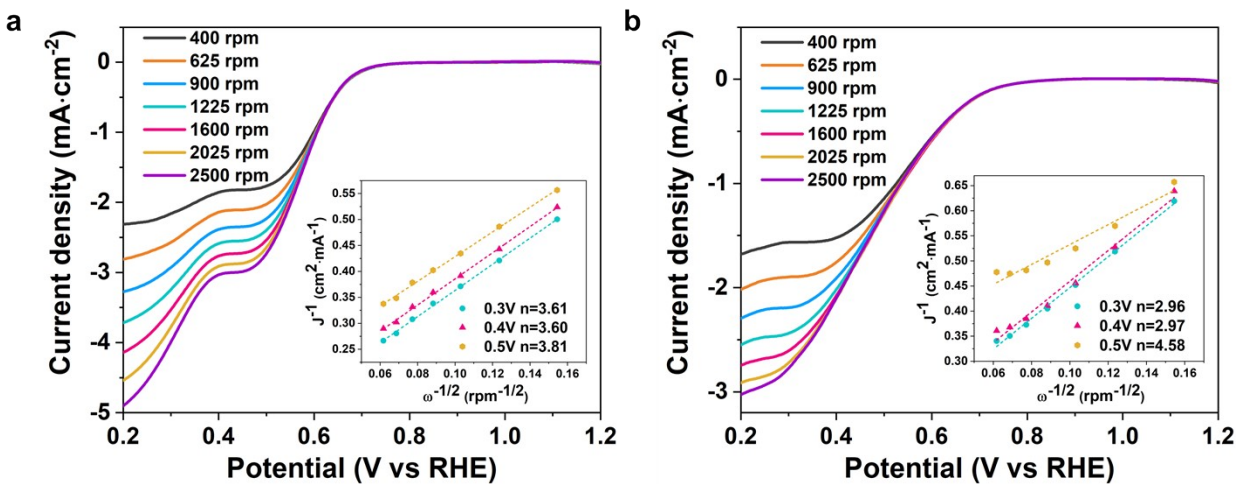 a
Current density (mA·cm⁻²)
0
-1
-2
-3
-4
-5
400 rpm
625 rpm
900 rpm
1225 rpm
1600 rpm
2025 rpm
2500 rpm
J⁻¹ (cm²·mA⁻¹)
0.55
0.50
0.45
0.40
0.35
0.30
0.25
0.3V n=3.61
0.4V n=3.60
0.5V n=3.81
0.06 0.08 0.10 0.12 0.14 0.16
ω⁻¹/² (rpm⁻¹/²)
0.2 0.4 0.6 0.8 1.0 1.2
Potential (V vs RHE)
b
Current density (mA·cm⁻²)
0
-1
-2
-3
400 rpm
625 rpm
900 rpm
1225 rpm
1600 rpm
2025 rpm
2500 rpm
J⁻¹ (cm²·mA⁻¹)
0.65
0.60
0.55
0.50
0.45
0.40
0.35
0.30
0.3V n=2.96
0.4V n=2.97
0.5V n=4.58
0.06 0.08 0.10 0.12 0.14 0.16
ω⁻¹/² (rpm⁻¹/²)
0.2 0.4 0.6 0.8 1.0 1.2
Potential (V vs RHE)